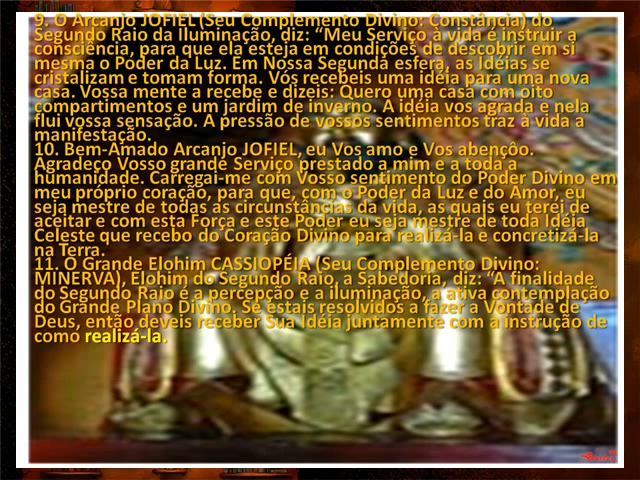 9. O Arcanjo JOFIEL (Seu Complemento Divino: Constância) do
Segundo Raio da Iluminação, diz: “Meu Serviço à vida é instruir a
consciência, para que ela esteja em condições de descobrir em si
mesma o Poder da Luz. Em Nossa Segunda esfera, as Idéias se
cristalizam e tomam forma. Vós recebeis uma idéia para uma nova
casa. Vossa mente a recebe e dizeis: Quero uma casa com oito
compartimentos e um jardim de inverno. A idéia vos agrada e nela
flui vossa sensação. A pressão de vossos sentimentos traz à vida a
manifestação.
10. Bem-Amado Arcanjo JOFIEL, eu Vos amo e Vos abençôo.
Agradeço Vosso grande Serviço prestado a mim e a toda a
humanidade. Carregai-me com Vosso sentimento do Poder Divino em
meu próprio coração, para que, com o Poder da Luz e do Amor, eu
seja mestre de todas as circunstâncias da vida, as quais eu terei de
aceitar e com esta Força e este Poder eu seja mestre de toda Idéia
Celeste que recebo do Coração Divino para realizá-la e concretizá-la
na Terra.
11. O Grande Elohim CASSIOPÉIA (Seu Complemento Divino:
MINERVA), Elohim do Segundo Raio, a Sabedoria, diz: “A finalidade
do Segundo Raio é a percepção e a iluminação, a ativa contemplação
do Grande Plano Divino. Se estais resolvidos a fazer a Vontade de
Deus, então deveis receber Sua Idéia juntamente com a instrução de
como realizá-la.